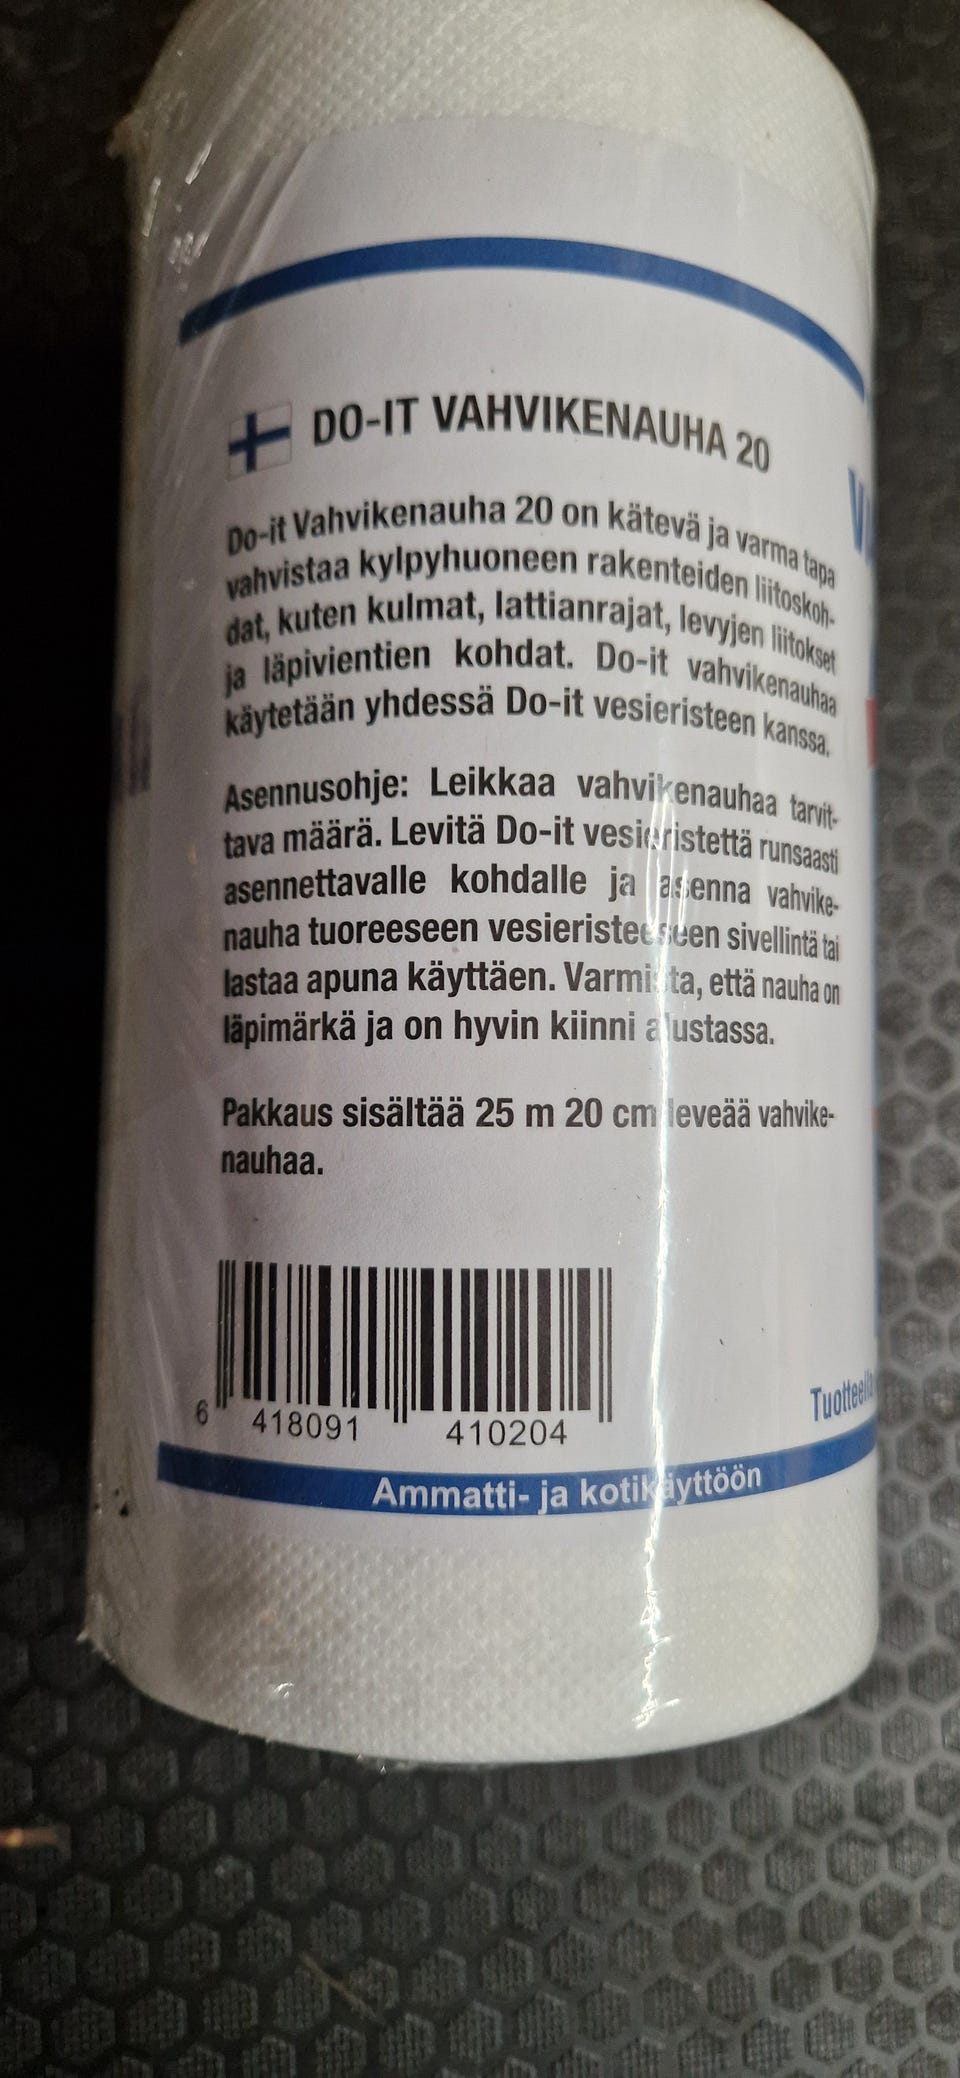 DO-IT VAHVIKENAUHA 20
Do-it Vahvikenauha 20 on kätevä ja varma tapa
vahvistaa kylpyhuoneen rakenteiden liitoskoh-
dat, kuten kulmat, lattianrajat, levyjen liitokset
ja läpivientien kohdat. Do-it vahvikenauhaa
käytetään yhdessä Do-it vesieristeen kanssa.
Asennusohje: Leikkaa vahvikenauhaa tarvit-
tava määrä. Levitä Do-it vesieristettä runsaasti
asennettavalle kohdalle ja asenna vahvike-
nauha tuoreeseen vesieristeeseen sivellintä tai
lastaa apuna käyttäen. Varmista, että nauha on
läpimärkä ja on hyvin kiinni alustassa.
Pakkaus sisältää 25 m 20 cm leveää vahvike-
nauhaa.
6 418091 410204
Ammatti- ja kotikäyttöön